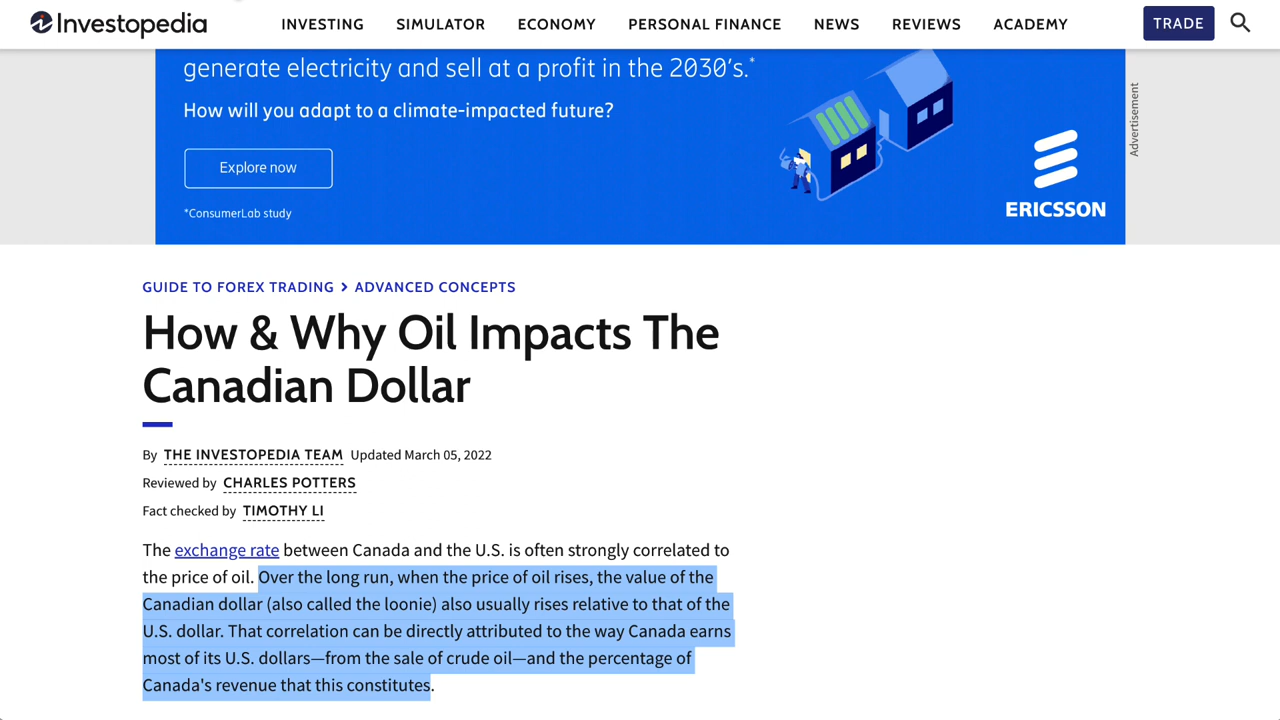 Investopedia
INVESTING SIMULATOR ECONOMY PERSONAL FINANCE NEWS REVIEWS ACADEMY TRADE
generate electricity and sell at a profit in the 2030's.*
How will you adapt to a climate-impacted future?
Explore now
*ConsumerLab study
ERICSSON
Advertisement
GUIDE TO FOREX TRADING > ADVANCED CONCEPTS
How & Why Oil Impacts The
Canadian Dollar
By THE INVESTOPEDIA TEAM Updated March 05, 2022
Reviewed by CHARLES POTTERS
Fact checked by TIMOTHY LI
The exchange rate between Canada and the U.S. is often strongly correlated to
the price of oil. Over the long run, when the price of oil rises, the value of the
Canadian dollar (also called the loonie) also usually rises relative to that of the
U.S. dollar. That correlation can be directly attributed to the way Canada earns
most of its U.S. dollars—from the sale of crude oil—and the percentage of
Canada's revenue that this constitutes.